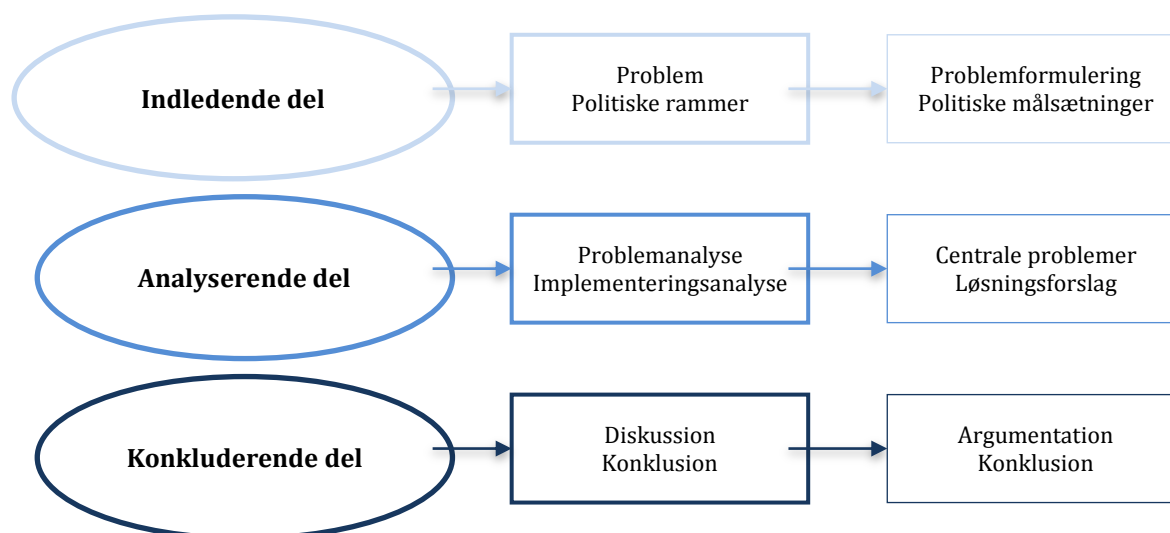 Indledende del
Problem
Politiske rammer
Problemformulering
Politiske målsætninger
Analyserende del
Problemanalyse
Implementeringsanalyse
Centrale problemer
Løsningsforslag
Konkluderende del
Diskussion
Konklusion
Argumentation
Konklusion